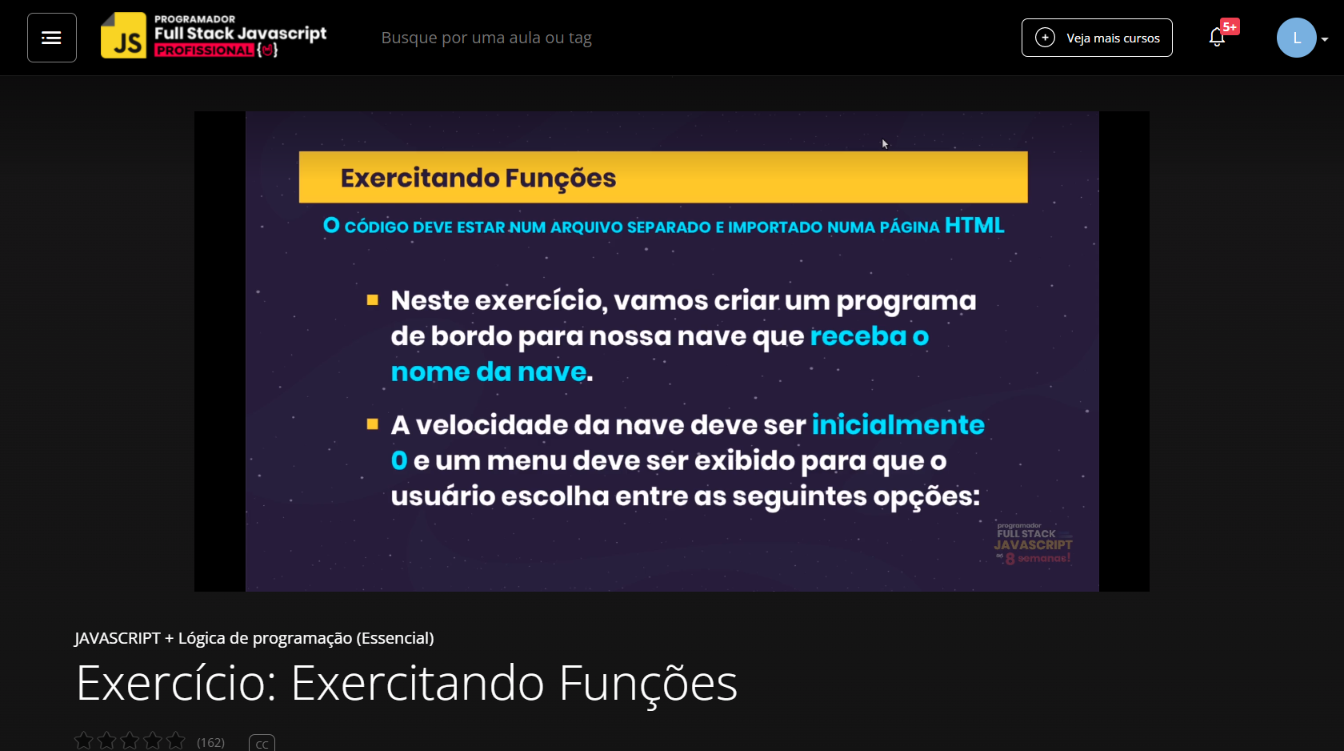 JS
PROGRAMADOR
Full Stack Javascript
PROFISSIONAL
Busque por uma aula ou tag
Veja mais cursos
5+
L
Exercitando Funções
O CÓDIGO DEVE ESTAR NUM ARQUIVO SEPARADO E IMPORTADO NUMA PÁGINA HTML
Neste exercício, vamos criar um programa
de bordo para nossa nave que receba o
nome da nave.
A velocidade da nave deve ser inicialmente
0 e um menu deve ser exibido para que o
usuário escolha entre as seguintes opções:
programador
FULL STACK
JAVASCRIPT
em 8 semanas!
JAVASCRIPT + Lógica de programação (Essencial)
Exercício: Exercitando Funções
(162)
CC